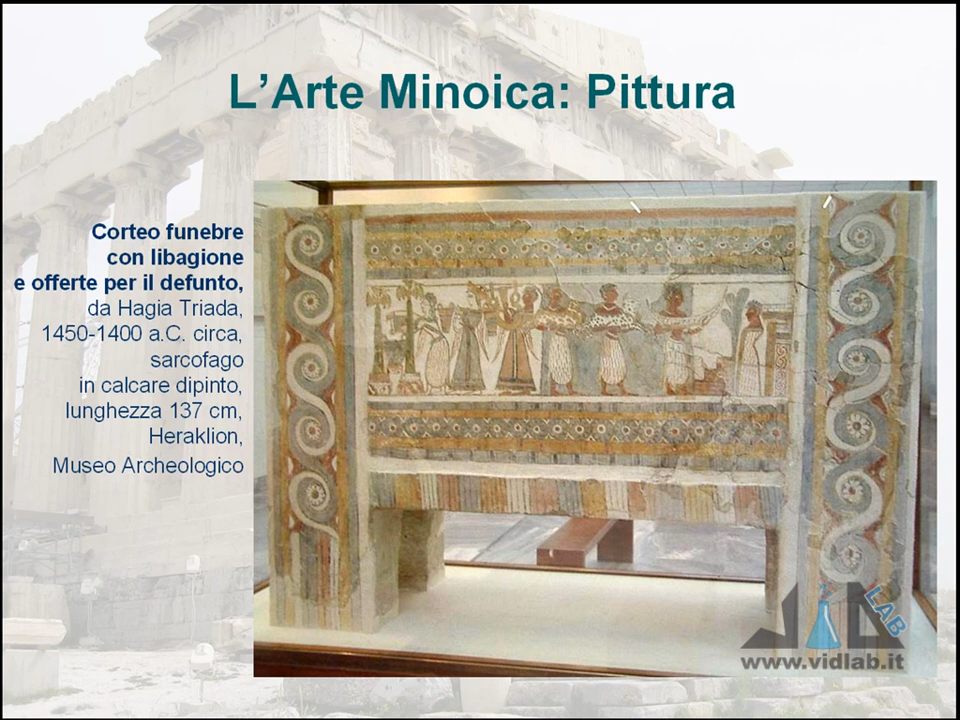 L’Arte Minoica: Pittura
Corteo funebre
con libagione
e offerte per il defunto,
da Hagia Triada,
1450-1400 a.C. circa,
sarcofago
in calcare dipinto,
lunghezza 137 cm,
Heraklion,
Museo Archeologico
LAB
www.vidlab.it